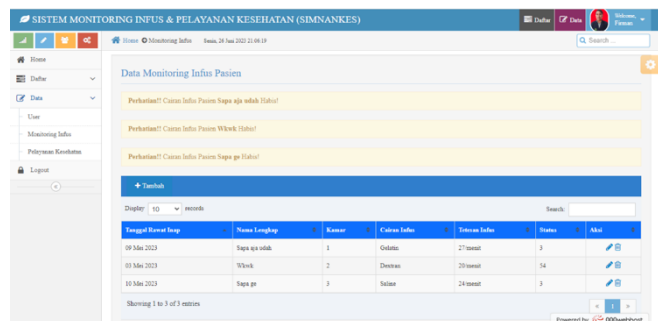 SISTEM MONITORING INFUS & PELAYANAN KESEHATAN (SIMNANKES)
Daftar
Data
Welcome,
Firman
Home
Monitoring Infus
Senin, 26 Juni 2023 21:06:19
Search ...
Home
Daftar
Data
User
Monitoring Infus
Pelayanan Kesehatan
Logout
Data Monitoring Infus Pasien
Perhatian!! Cairan Infus Pasien Sapa aja udah Habis!
Perhatian!! Cairan Infus Pasien Wkwk Habis!
Perhatian!! Cairan Infus Pasien Sapa ge Habis!
+ Tambah
Display 10 records
Search:
Tanggal Rawat Inap Nama Lengkap Kamar Cairan Infus Tetesan Infus Status Aksi
09 Mei 2023 Sapa aja udah 1 Gelatin 27/menit 3
03 Mei 2023 Wkwk 2 Dextran 20/menit 54
10 Mei 2023 Sapa ge 3 Saline 24/menit 3
Showing 1 to 3 of 3 entries
< 1 >
Powered by 000webhost